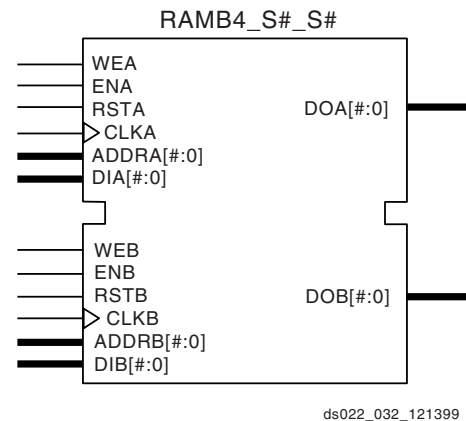 RAMB4_S#_S#
WEA
ENA
RSTA
CLKA
ADDRA[#:0]
DIA[#:0]
DOA[#:0]
WEB
ENB
RSTB
CLKB
ADDRB[#:0]
DIB[#:0]
DOB[#:0]
ds022_032_121399